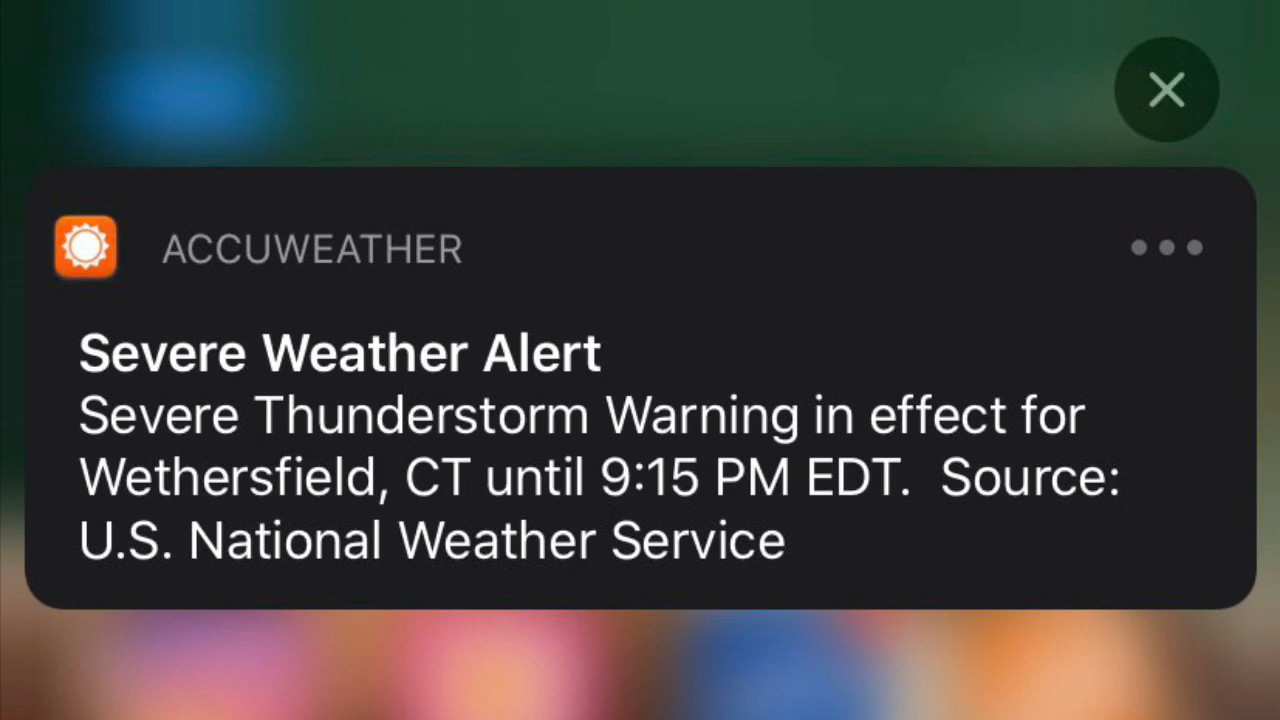 ACCUWEATHER
Severe Weather Alert
Severe Thunderstorm Warning in effect for
Wethersfield, CT until 9:15 PM EDT.  Source:
U.S. National Weather Service